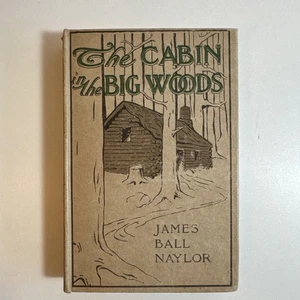 The CABIN
in the BIG WOODS
JAMES
BALL
NAYLOR